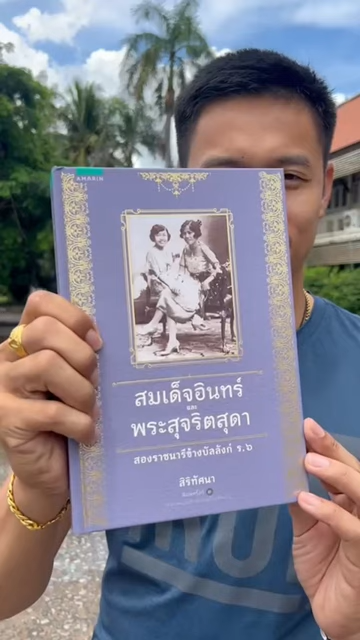 AMARIN
สมเด็จอินทร์
และ
พระสุจริตสุดา
สองราชนารีข้างบัลลังก์ ร.๖
สิริทัศนา